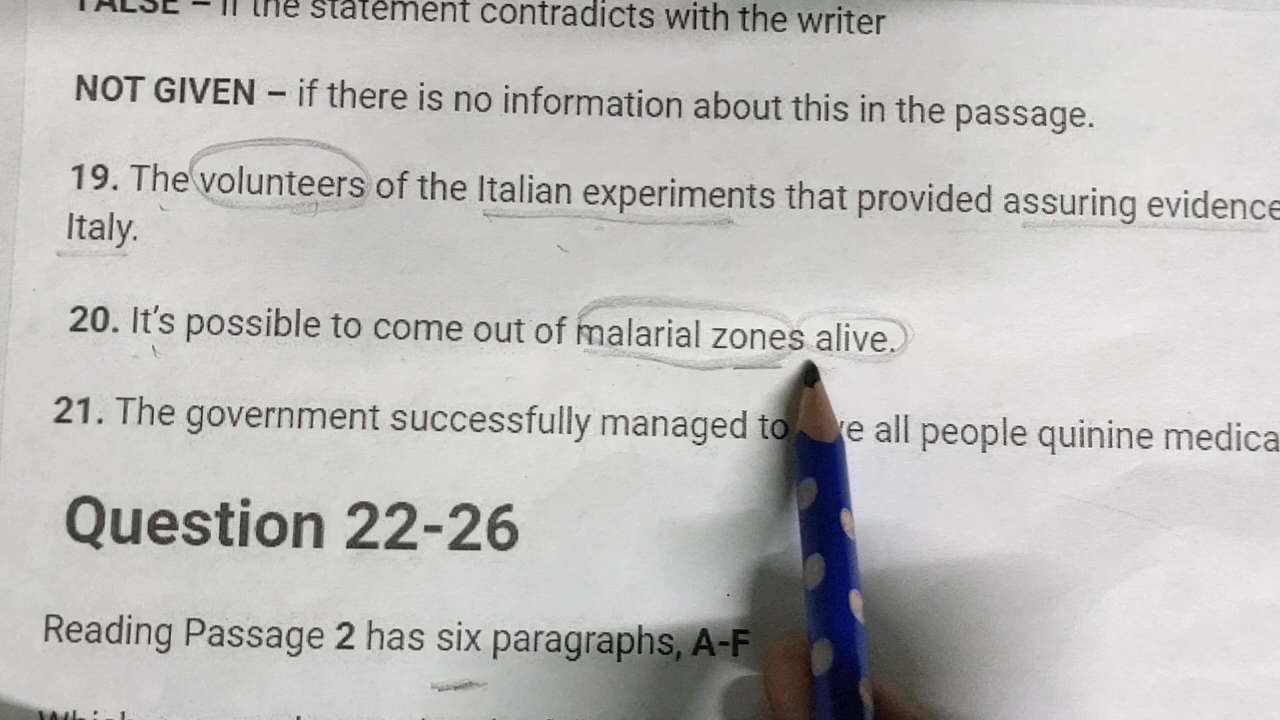 FALSE – if the statement contradicts with the writer
NOT GIVEN – if there is no information about this in the passage.
19. The volunteers of the Italian experiments that provided assuring evidence
Italy.
20. It's possible to come out of malarial zones alive.
21. The government successfully managed to all people quinine medica
Question 22-26
Reading Passage 2 has six paragraphs, A-F